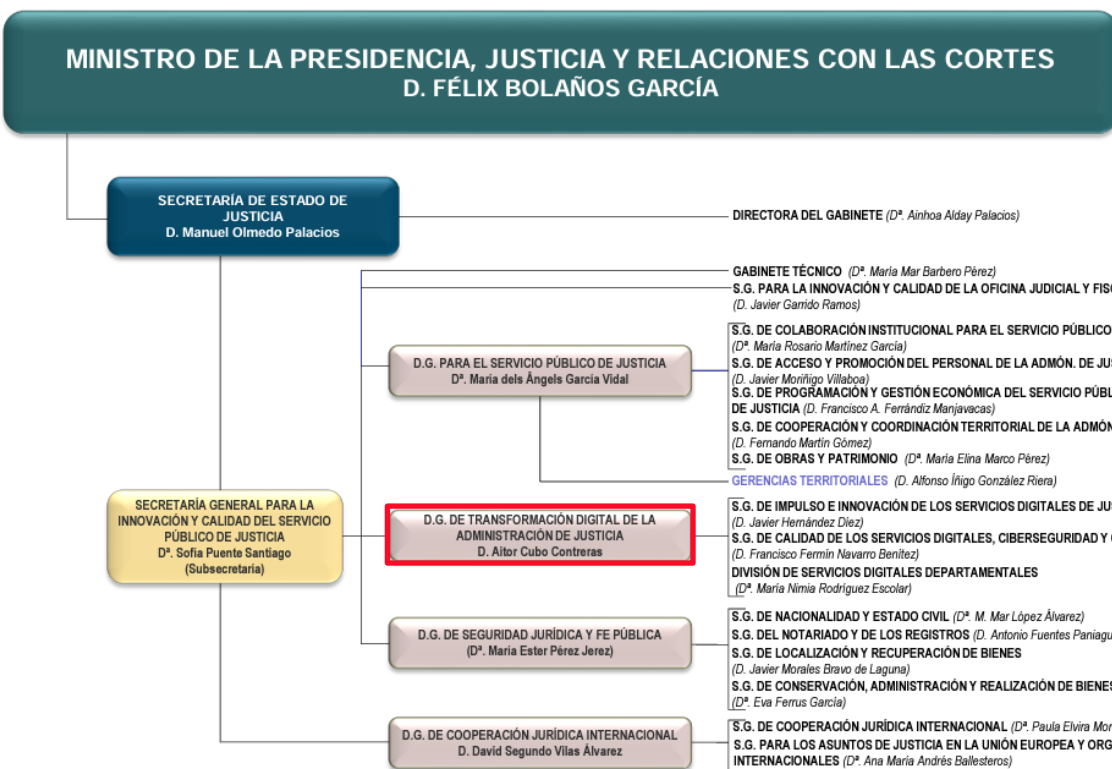 MINISTRO DE LA PRESIDENCIA, JUSTICIA Y RELACIONES CON LAS CORTES
D. FÉLIX BOLAÑOS GARCÍA
SECRETARÍA DE ESTADO DE
JUSTICIA
D. Manuel Olmedo Palacios
DIRECTORA DEL GABINETE (Dª. Ainhoa Alday Palacios)
GABINETE TÉCNICO (Dª. María Mar Barbero Pérez)
S.G. PARA LA INNOVACIÓN Y CALIDAD DE LA OFICINA JUDICIAL Y
(D. Javier Garrido Ramos)
D.G. PARA EL SERVICIO PÚBLICO DE JUSTICIA
Dª. María dels Àngels García Vidal
S.G. DE COLABORACIÓN INSTITUCIONAL PARA EL SERVICIO PÚBLICO
(Dª. María Rosario Martínez García)
S.G. DE ACCESO Y PROMOCIÓN DEL PERSONAL DE LA ADMÓN. DE
(D. Javier Moriñigo Villaboa)
S.G. DE PROGRAMACIÓN Y GESTIÓN ECONÓMICA DEL SERVICIO
DE JUSTICIA (D. Francisco A. Ferrándiz Manjavacas)
S.G. DE COOPERACIÓN Y COORDINACIÓN TERRITORIAL DE LA
(D. Fernando Martín Gómez)
S.G. DE OBRAS Y PATRIMONIO (Dª. María Elina Marco Pérez)
GERENCIAS TERRITORIALES (D. Alfonso Íñigo González Riera)
SECRETARÍA GENERAL PARA LA
INNOVACIÓN Y CALIDAD DEL SERVICIO
PÚBLICO DE JUSTICIA
Dª. Sofía Puente Santiago
(Subsecretaria)
D.G. DE TRANSFORMACIÓN DIGITAL DE LA
ADMINISTRACIÓN DE JUSTICIA
D. Aitor Cubo Contreras
S.G. DE IMPULSO E INNOVACIÓN DE LOS SERVICIOS DIGITALES DE
(D. Javier Hernández Díez)
S.G. DE CALIDAD DE LOS SERVICIOS DIGITALES, CIBERSEGURIDAD Y
(D. Francisco Fermín Navarro Benítez)
DIVISIÓN DE SERVICIOS DIGITALES DEPARTAMENTALES
(Dª. María Nimia Rodríguez Escolar)
D.G. DE SEGURIDAD JURÍDICA Y FE PÚBLICA
(Dª. María Ester Pérez Jerez)
S.G. DE NACIONALIDAD Y ESTADO CIVIL (Dª. M. Mar López Álvarez)
S.G. DEL NOTARIADO Y DE LOS REGISTROS (D. Antonio Fuentes
S.G. DE LOCALIZACIÓN Y RECUPERACIÓN DE BIENES
(D. Javier Morales Bravo de Laguna)
S.G. DE CONSERVACIÓN, ADMINISTRACIÓN Y REALIZACIÓN DE BIENES
(Dª. Eva Ferrus García)
D.G. DE COOPERACIÓN JURÍDICA INTERNACIONAL
D. David Segundo Vilas Álvarez
S.G. DE COOPERACIÓN JURÍDICA INTERNACIONAL (Dª. Paula Elvira
S.G. PARA LOS ASUNTOS DE JUSTICIA EN LA UNIÓN EUROPEA Y
INTERNACIONALES (Dª. Ana María Andrés Ballesteros)